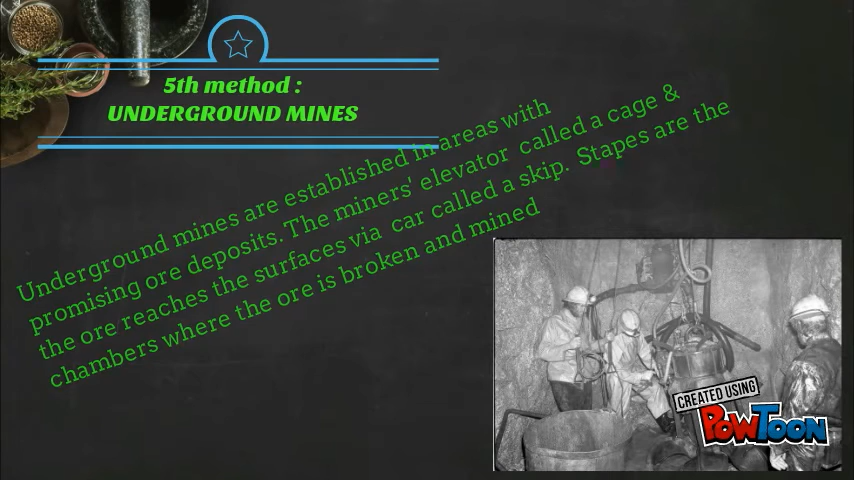 5th method :
UNDERGROUND MINES
Underground mines are established in areas with
promising ore deposits. The miners' elevator called a cage &
the ore reaches the surfaces via car called a skip. Stapes are the
chambers where the ore is broken and mined
CREATED USING
POWTOON